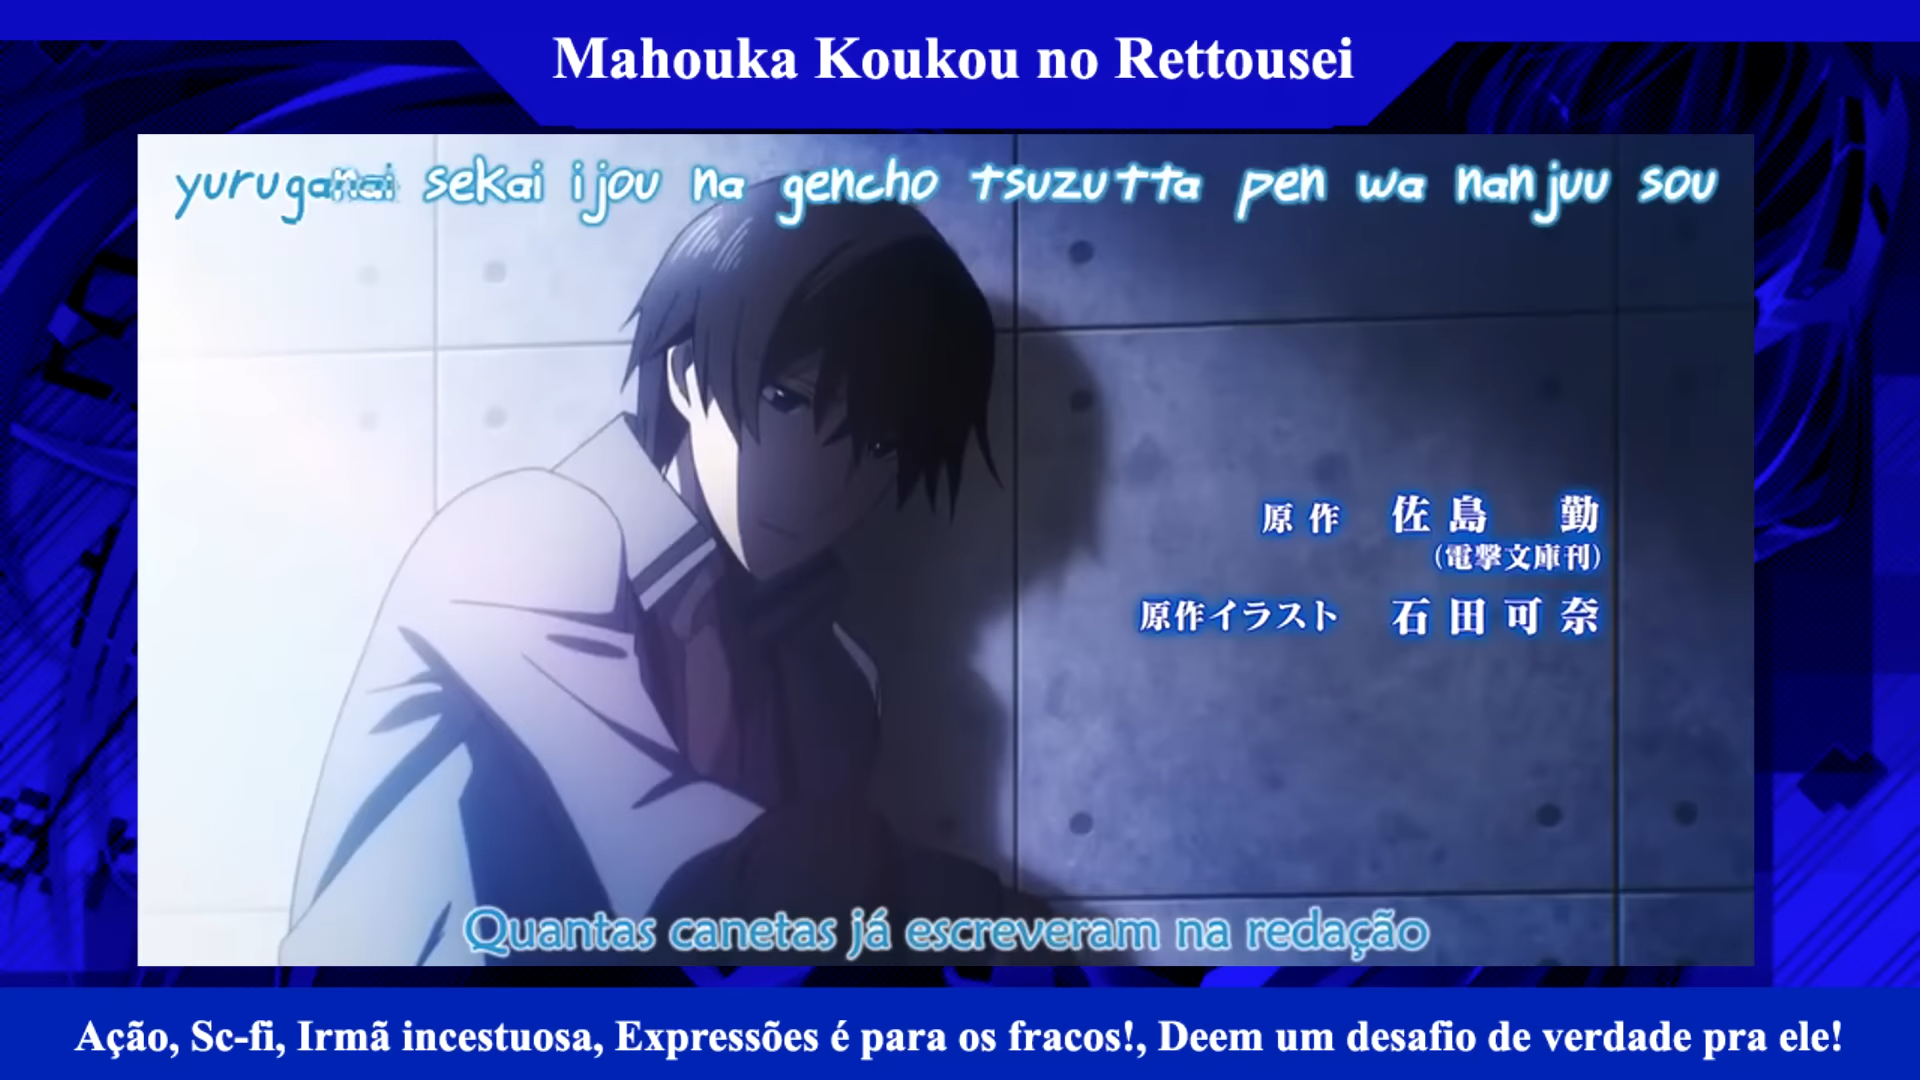 Mahouka Koukou no Rettousei
yuruganai sekai ijou na gencho tsuzutta pen wa nanjuu sou
原作 佐島 勤
(電撃文庫刊)
原作イラスト 石田可奈
Quantas canetas já escreveram na redação
Ação, Sc-fi, Irmã incestuosa, Expressões é para os fracos!, Deem um desafio de verdade pra ele!